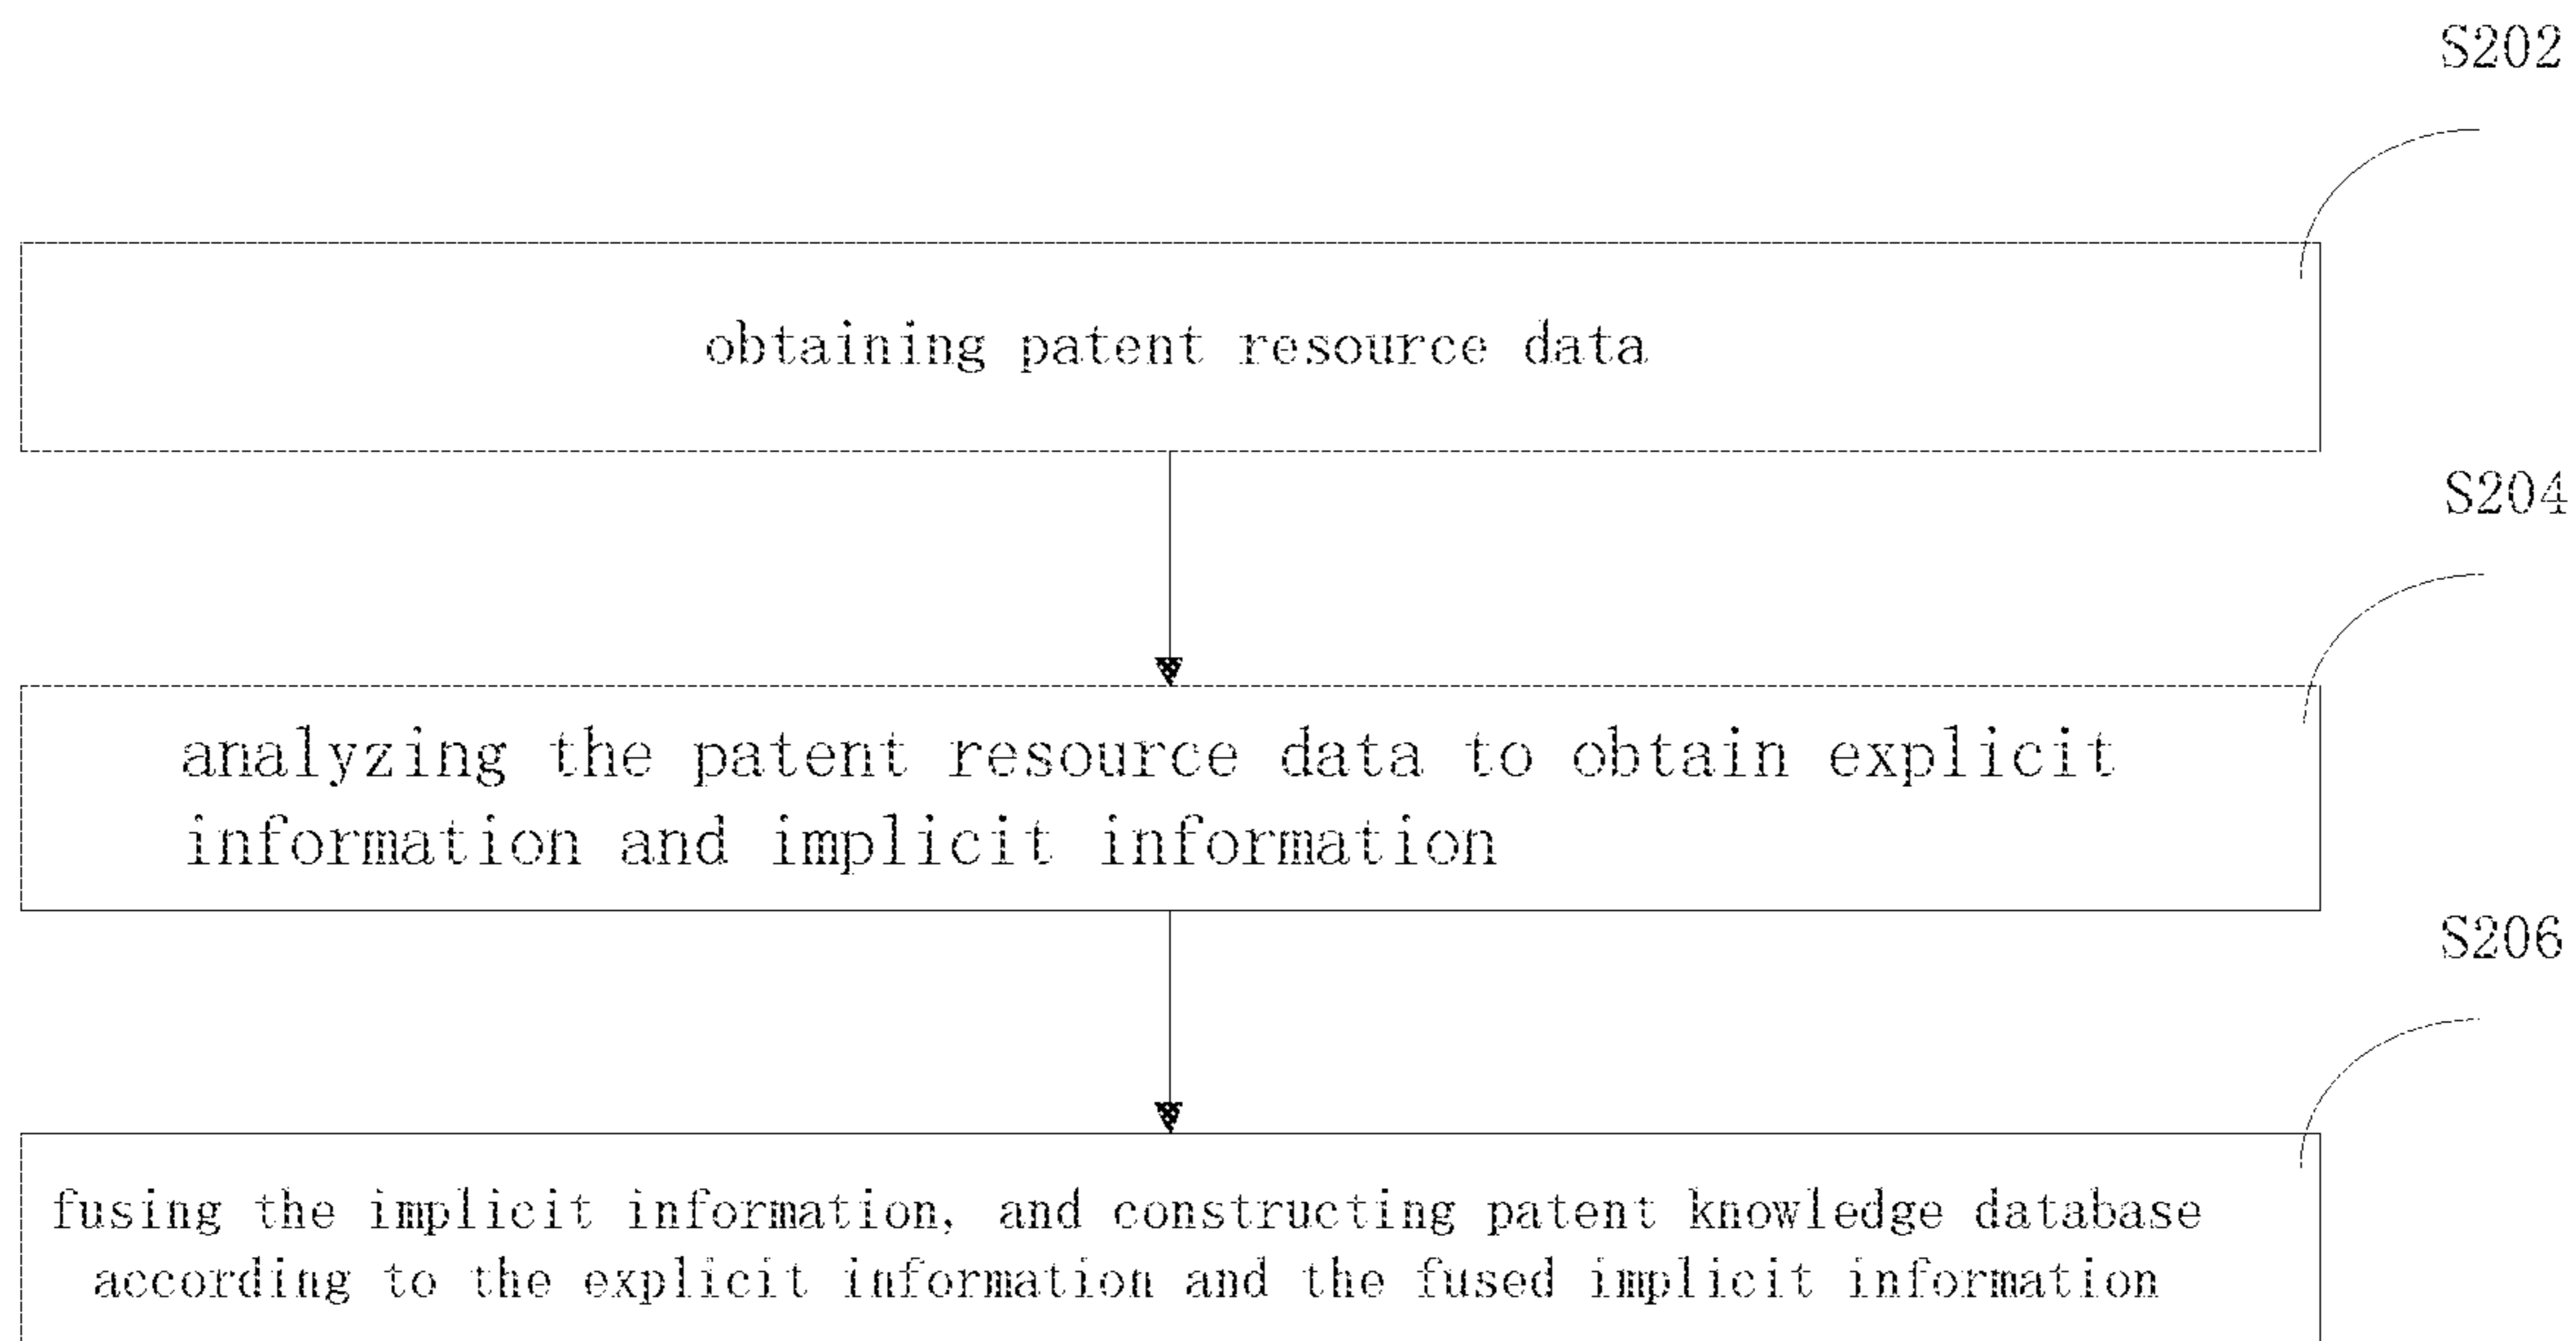 S202
obtaining patent resource data
S204
analyzing the patent resource data to obtain explicit
information and implicit information
S206
fusing the implicit information, and constructing patent knowledge database
according to the explicit information and the fused implicit information